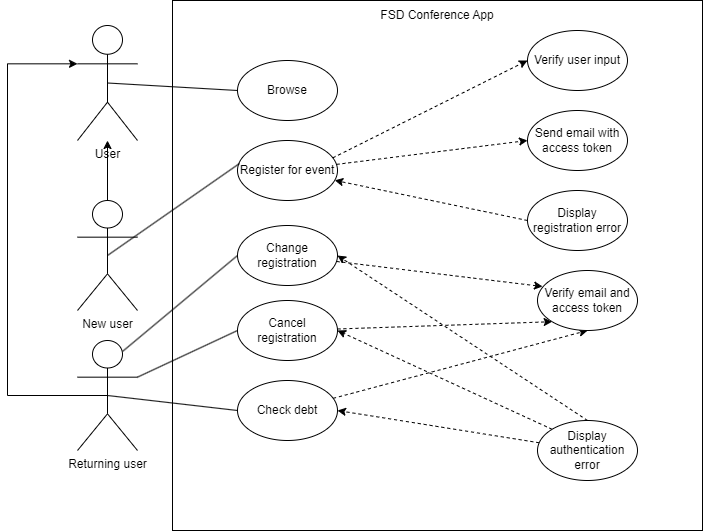 FSD Conference App
Verify user input
Browse
Send email with
access token
User
Register for event
Display
registration error
Change
registration
Verify email and
access token
New user
Cancel
registration
Check debt
Display
authentication
error
Returning user